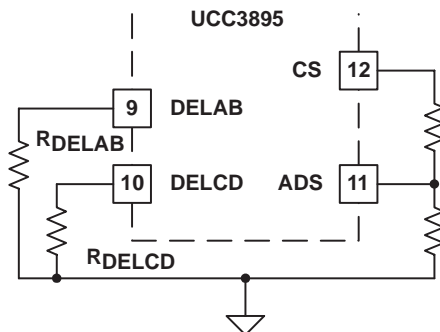 UCC3895
CS 12
9 DELAB
RDELAB
10 DELCD
ADS 11
RDELCD